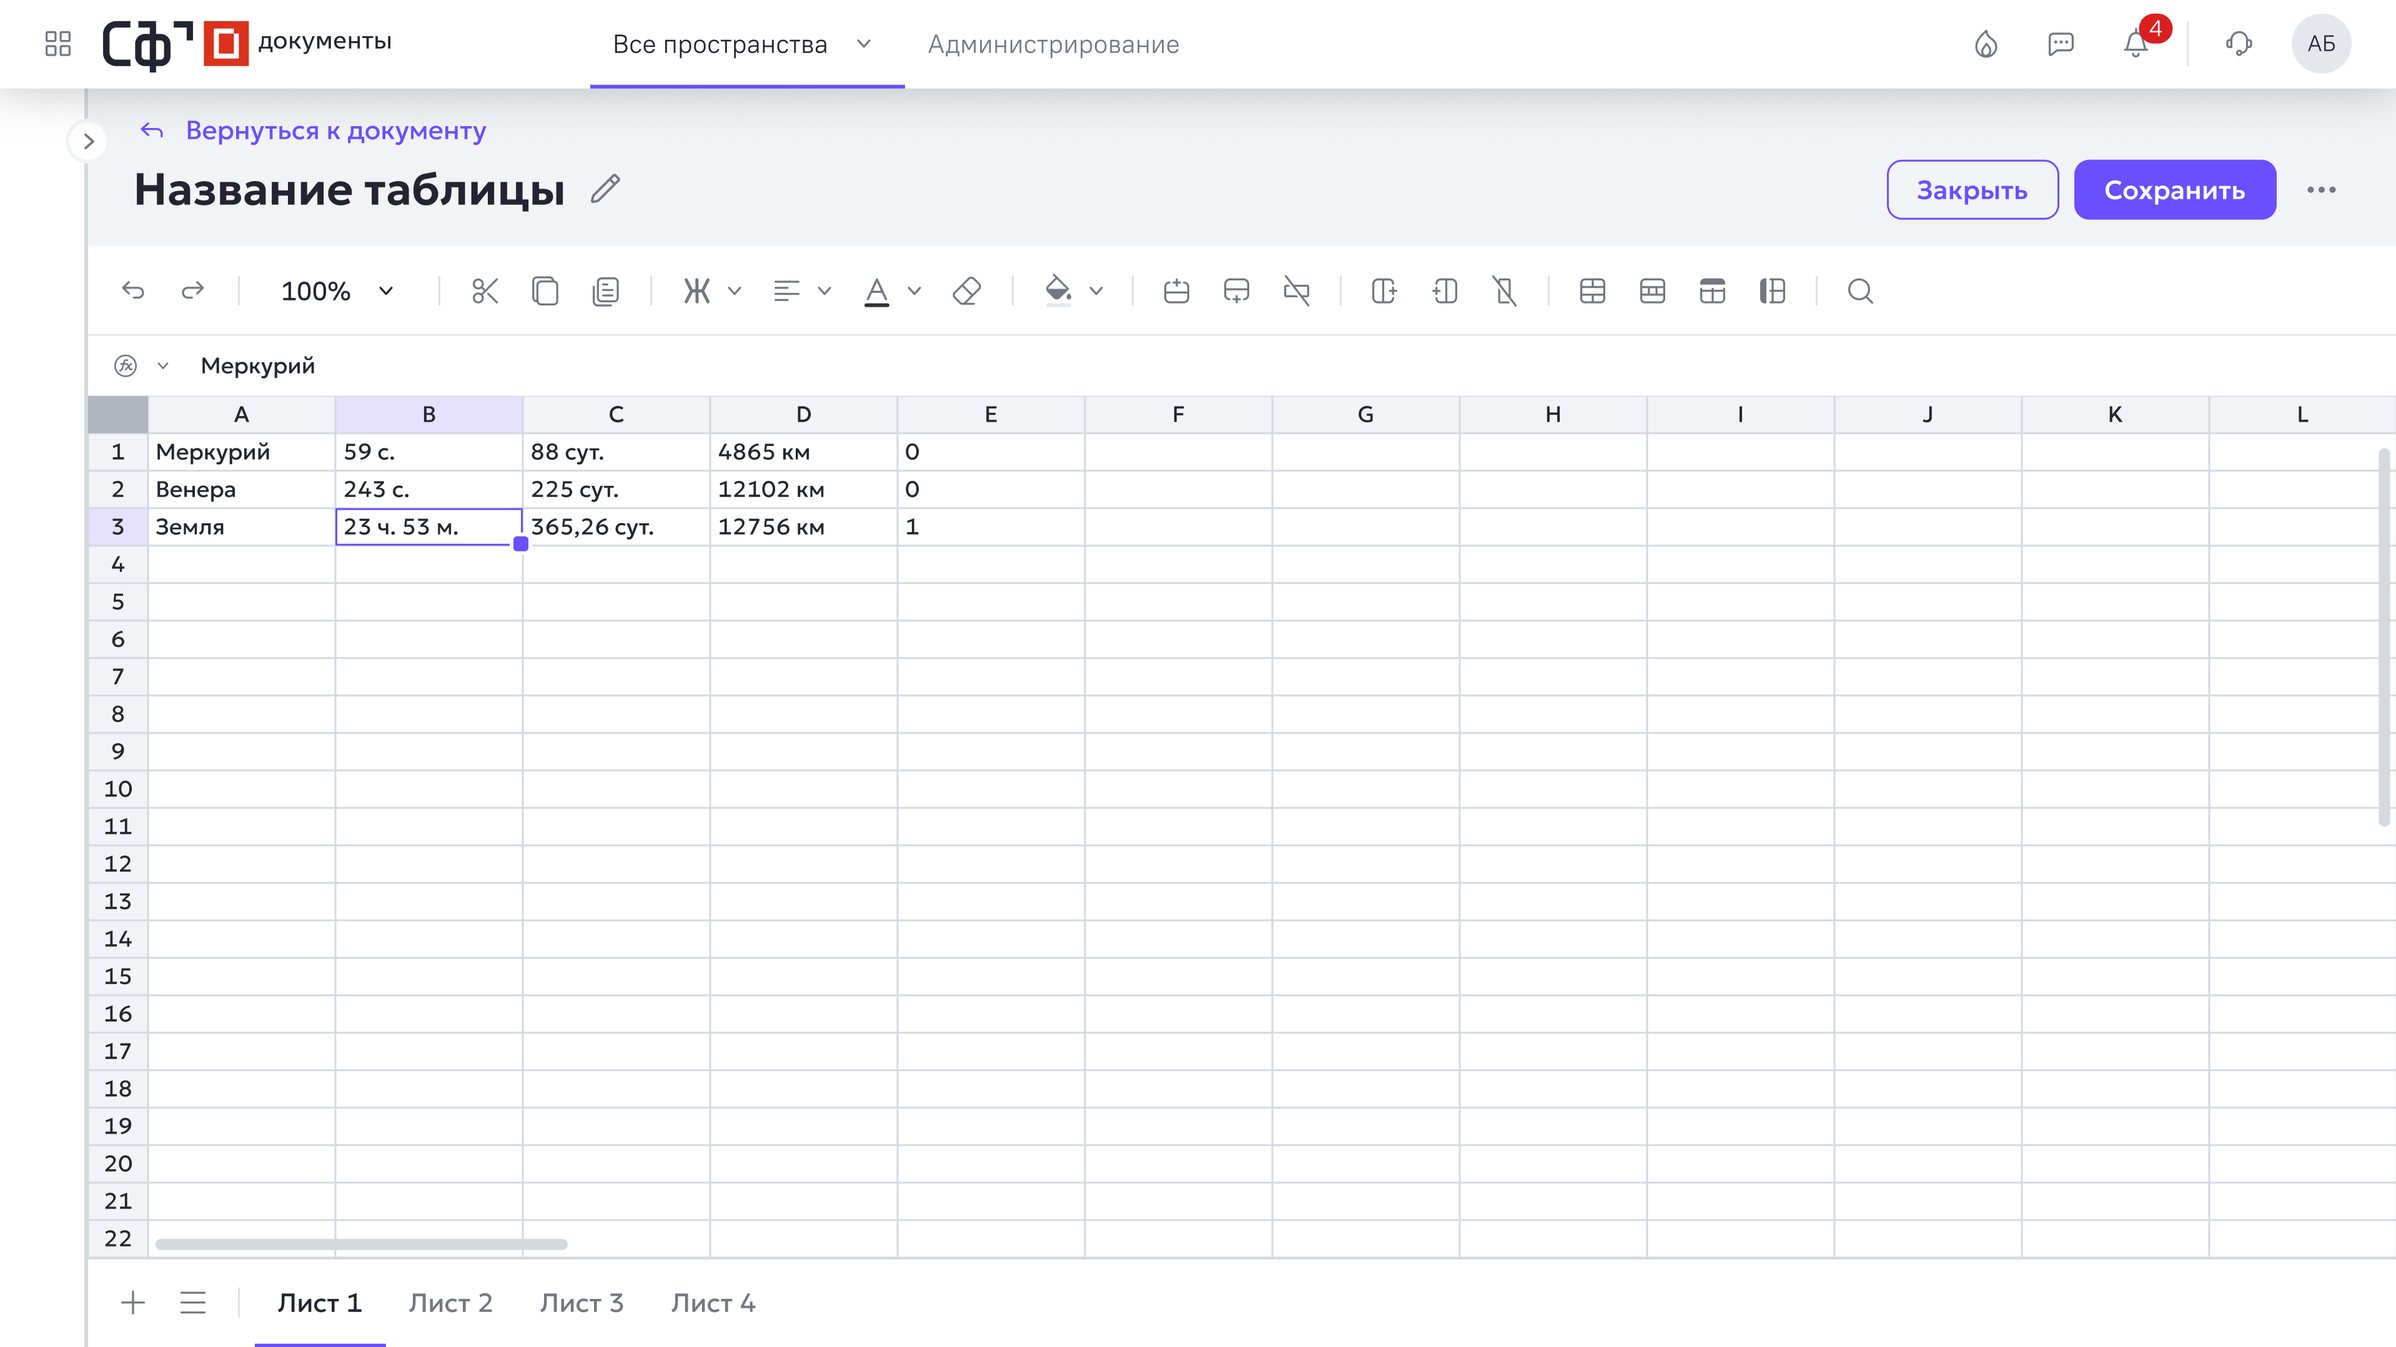 СФЕРА документы Все пространства Администрирование 4 АБ
Вернуться к документу
Название таблицы Закрыть Сохранить
100% Ж A
fx Меркурий
A B C D E F G H I J K L
1 Меркурий 59 с. 88 сут. 4865 км 0
2 Венера 243 с. 225 сут. 12102 км 0
3 Земля 23 ч. 53 м. 365,26 сут. 12756 км 1
4
5
6
7
8
9
10
11
12
13
14
15
16
17
18
19
20
21
22
Лист 1 Лист 2 Лист 3 Лист 4